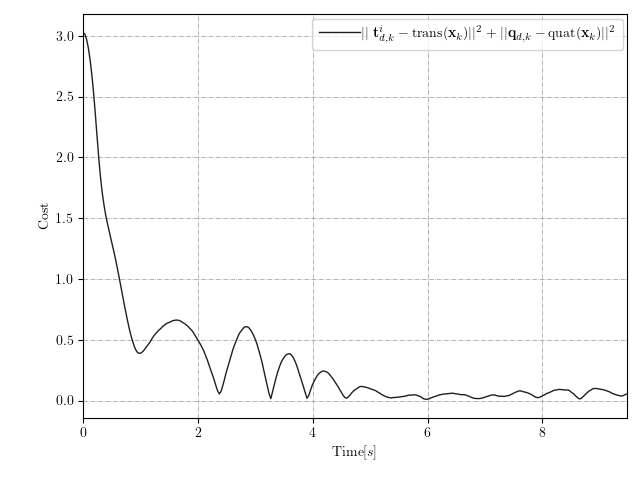 || t^i_{d,k} − trans(x_k)||² + ||q_{d,k} − quat(x_k)||²
3.0
2.5
2.0
1.5
1.0
0.5
0.0
Cost
0 2 4 6 8
Time[s]